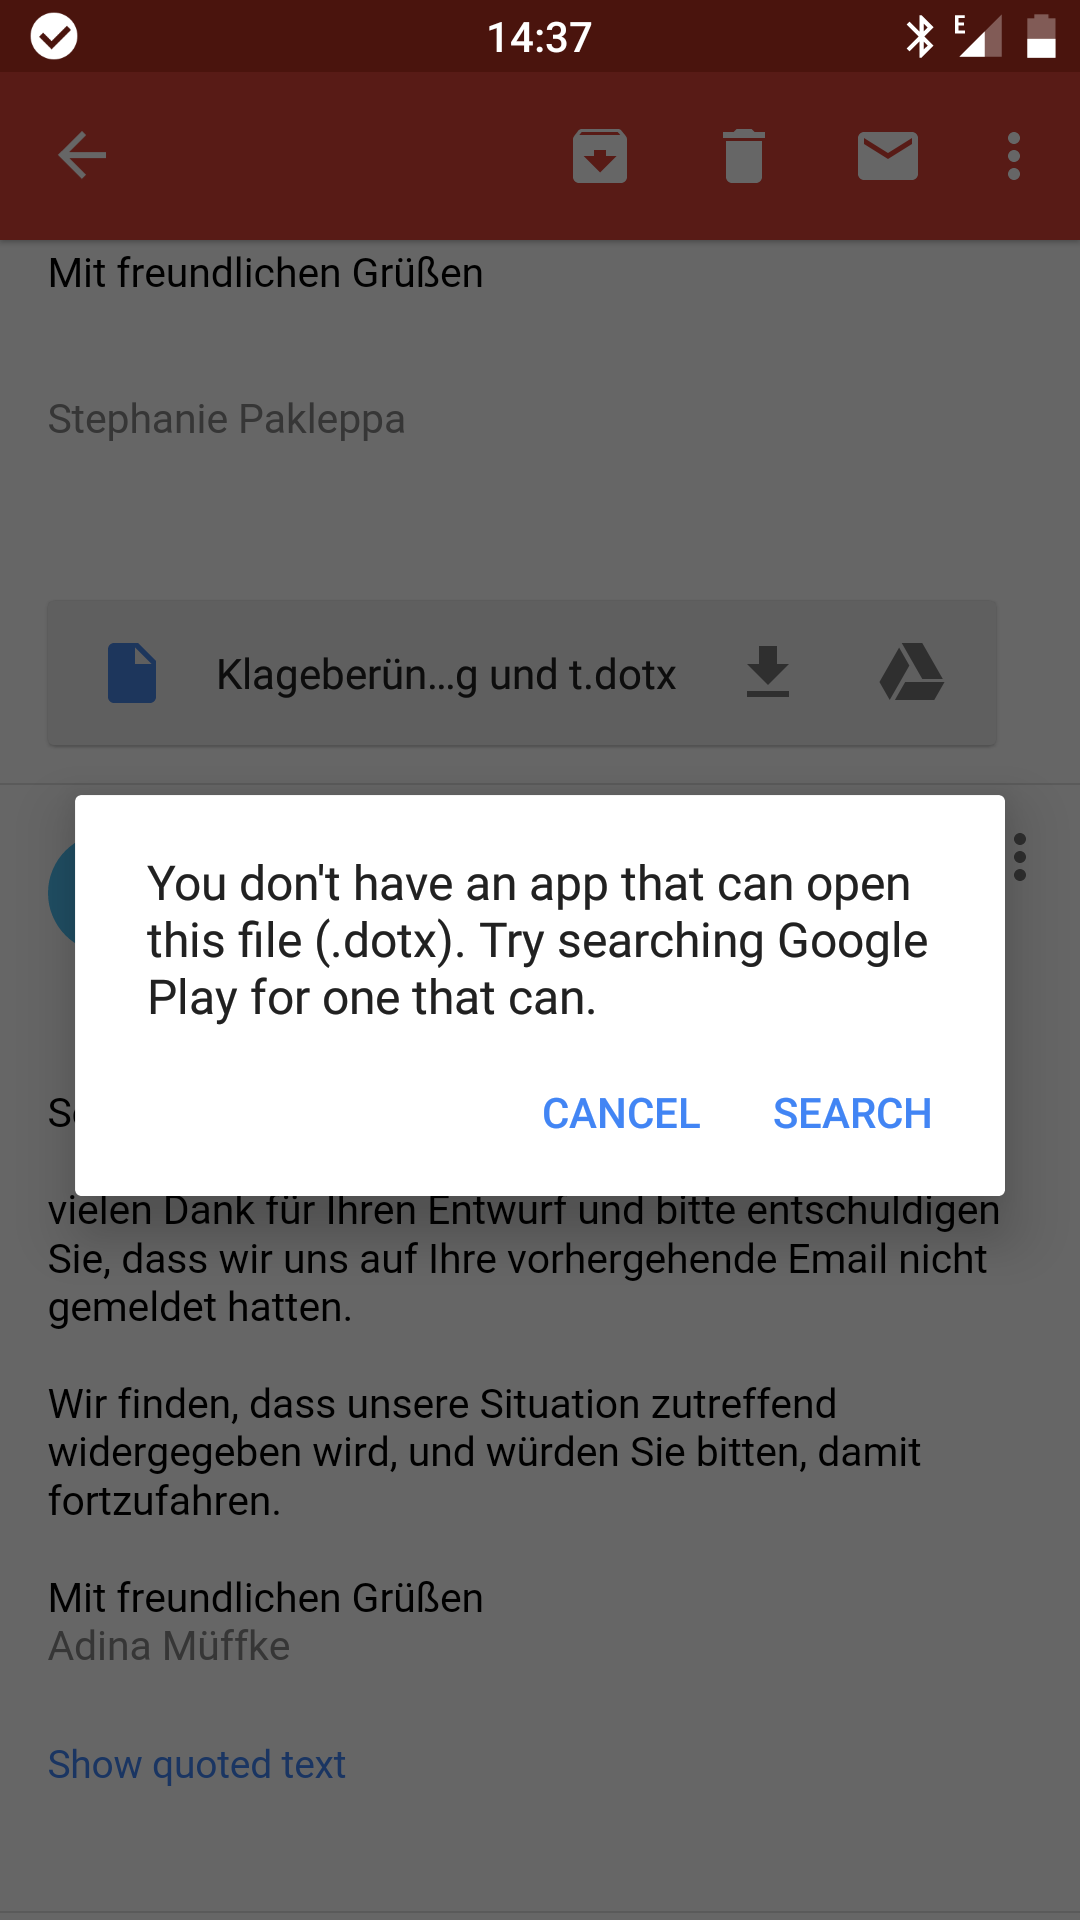 14:37
E
Mit freundlichen Grüßen
Stephanie Pakleppa
Klageberün...g und t.dotx
You don't have an app that can open
this file (.dotx). Try searching Google
Play for one that can.
CANCEL SEARCH
vielen Dank für Ihren Entwurf und bitte entschuldigen
Sie, dass wir uns auf Ihre vorhergehende Email nicht
gemeldet hatten.
Wir finden, dass unsere Situation zutreffend
widergegeben wird, und würden Sie bitten, damit
fortzufahren.
Mit freundlichen Grüßen
Adina Müffke
Show quoted text